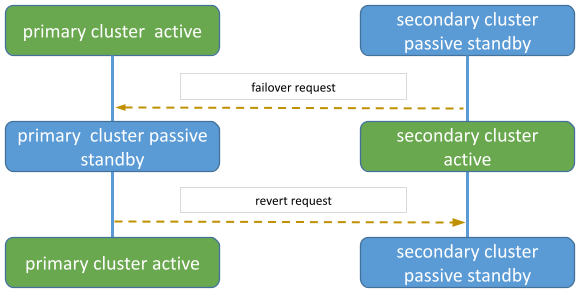 primary cluster active
secondary cluster
passive standby
failover request
primary cluster passive
standby
secondary cluster
active
revert request
primary cluster active
secondary cluster
passive standby